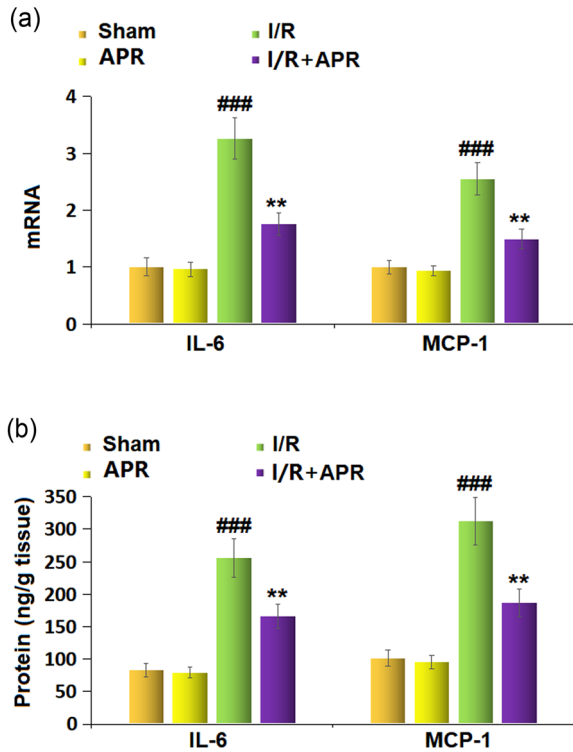 (a)
Sham I/R
APR I/R+APR
4
3
2
1
0
mRNA
###
**
###
**
IL-6 MCP-1
(b)
Sham I/R
APR I/R+APR
350
300
250
200
150
100
50
0
Protein (ng/g tissue)
###
**
###
**
IL-6 MCP-1